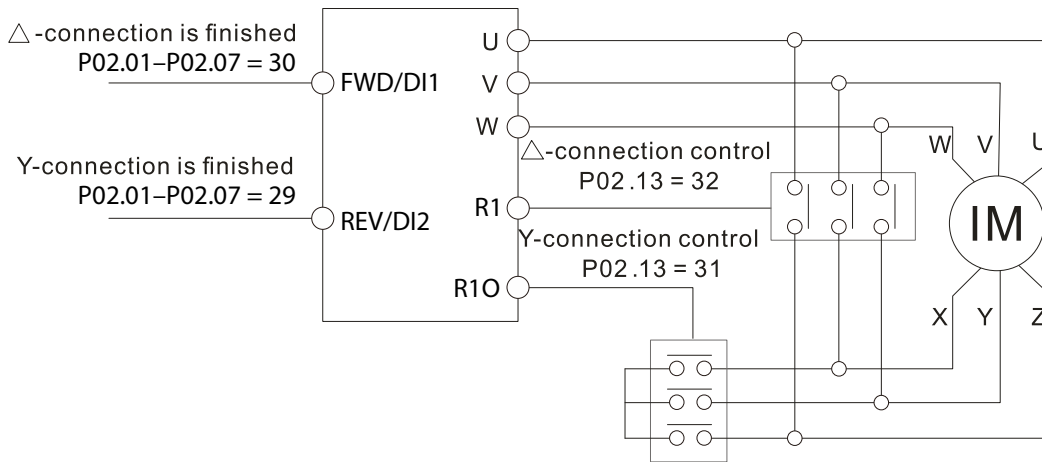 △-connection is finished
P02.01–P02.07 = 30
FWD/DI1
Y-connection is finished
P02.01–P02.07 = 29
REV/DI2
U
V
W
△-connection control
P02.13 = 32
R1
Y-connection control
P02.13 = 31
R1O
W V U
IM
X Y Z